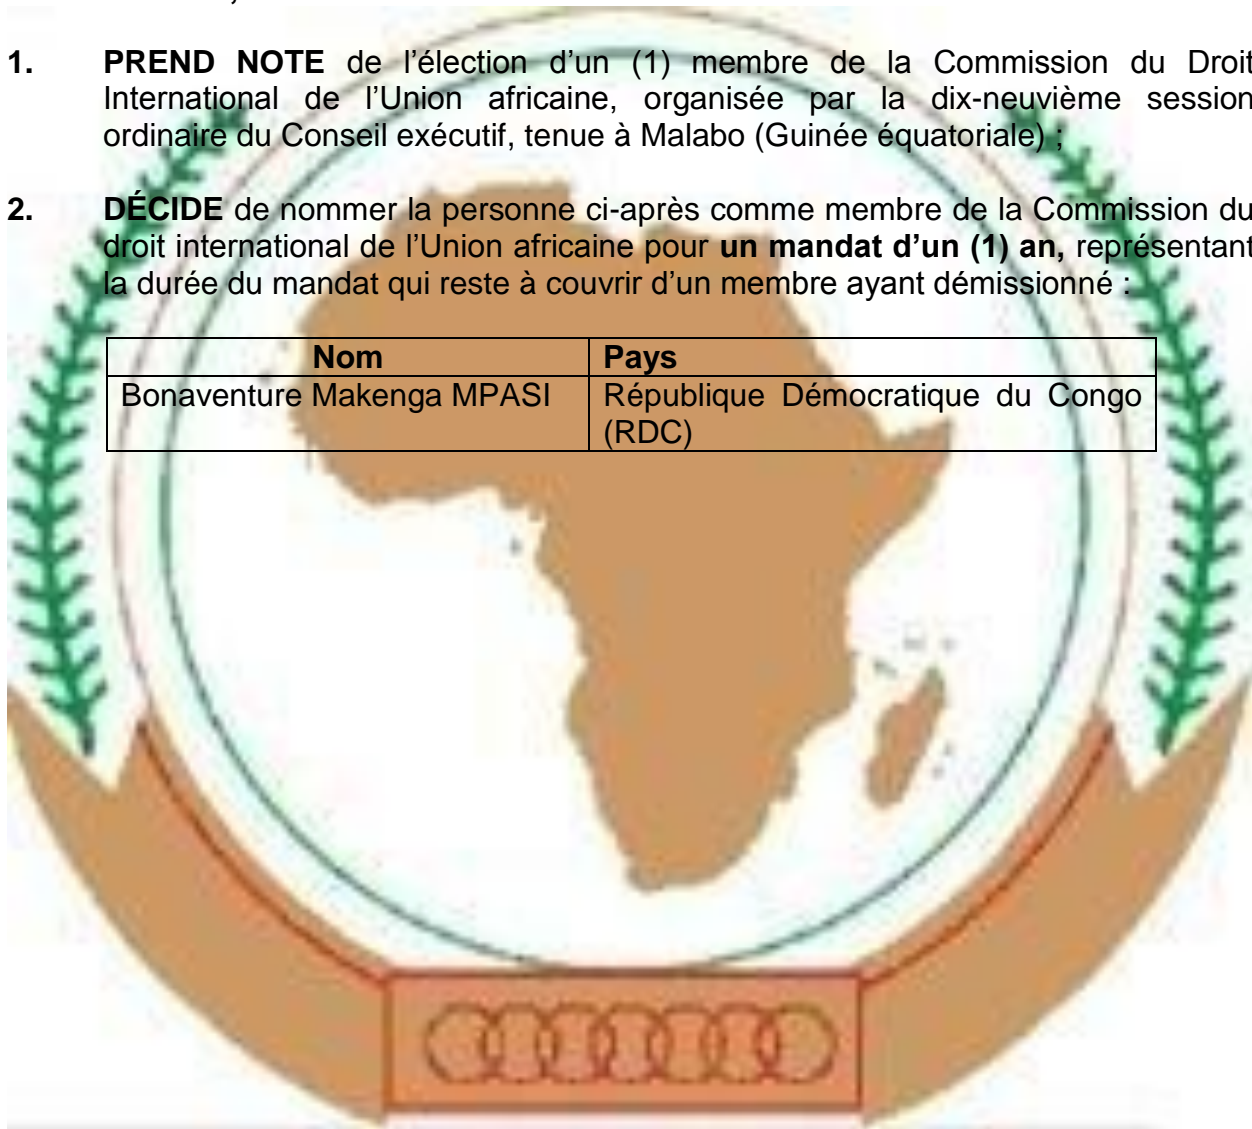 1. PREND NOTE de l'élection d'un (1) membre de la Commission du Droit
International de l'Union africaine, organisée par la dix-neuvième session
ordinaire du Conseil exécutif, tenue à Malabo (Guinée équatoriale) ;
2. DÉCIDE de nommer la personne ci-après comme membre de la Commission du
droit international de l'Union africaine pour un mandat d'un (1) an, représentant
la durée du mandat qui reste à couvrir d'un membre ayant démissionné :
Nom Pays
Bonaventure Makenga MPASI République Démocratique du Congo
(RDC)